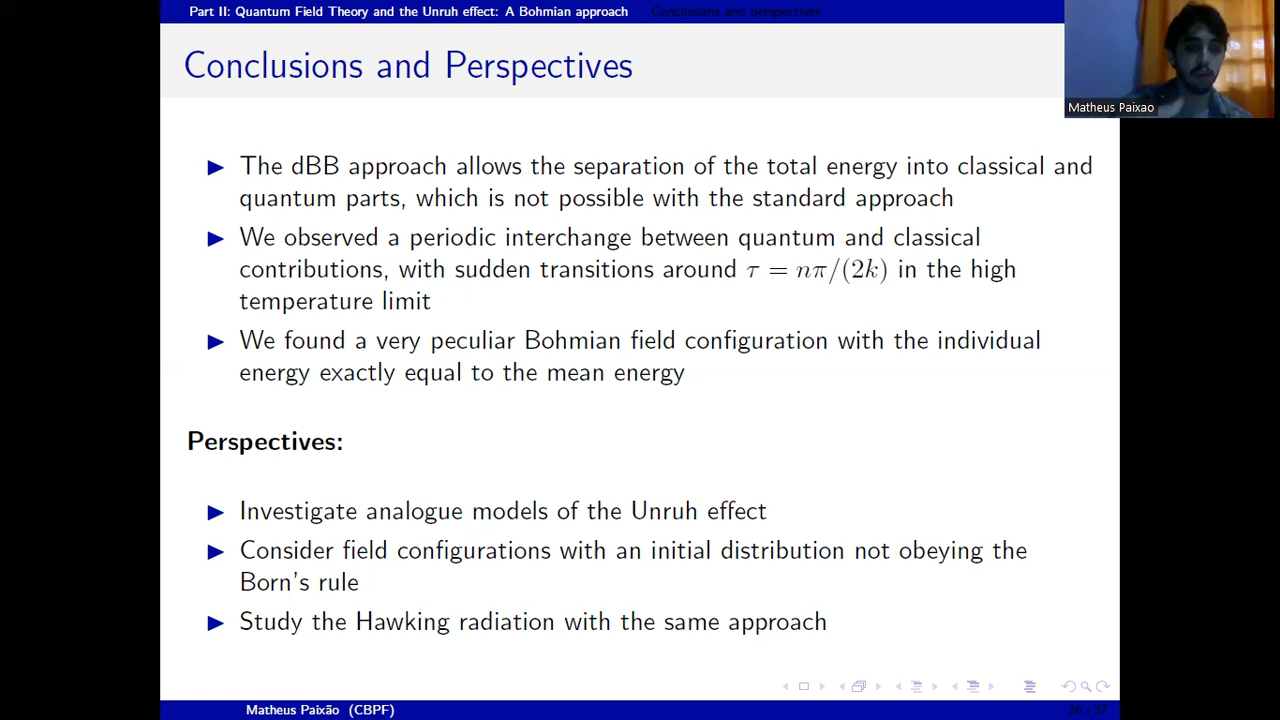 Part II: Quantum Field Theory and the Unruh effect: A Bohmian approach Conclusions and perspectives
Conclusions and Perspectives
Matheus Paixao
▶ The dBB approach allows the separation of the total energy into classical and
quantum parts, which is not possible with the standard approach
▶ We observed a periodic interchange between quantum and classical
contributions, with sudden transitions around τ = nπ/(2k) in the high
temperature limit
▶ We found a very peculiar Bohmian field configuration with the individual
energy exactly equal to the mean energy
Perspectives:
▶ Investigate analogue models of the Unruh effect
▶ Consider field configurations with an initial distribution not obeying the
Born's rule
▶ Study the Hawking radiation with the same approach
Matheus Paixão (CBPF) 36 / 37